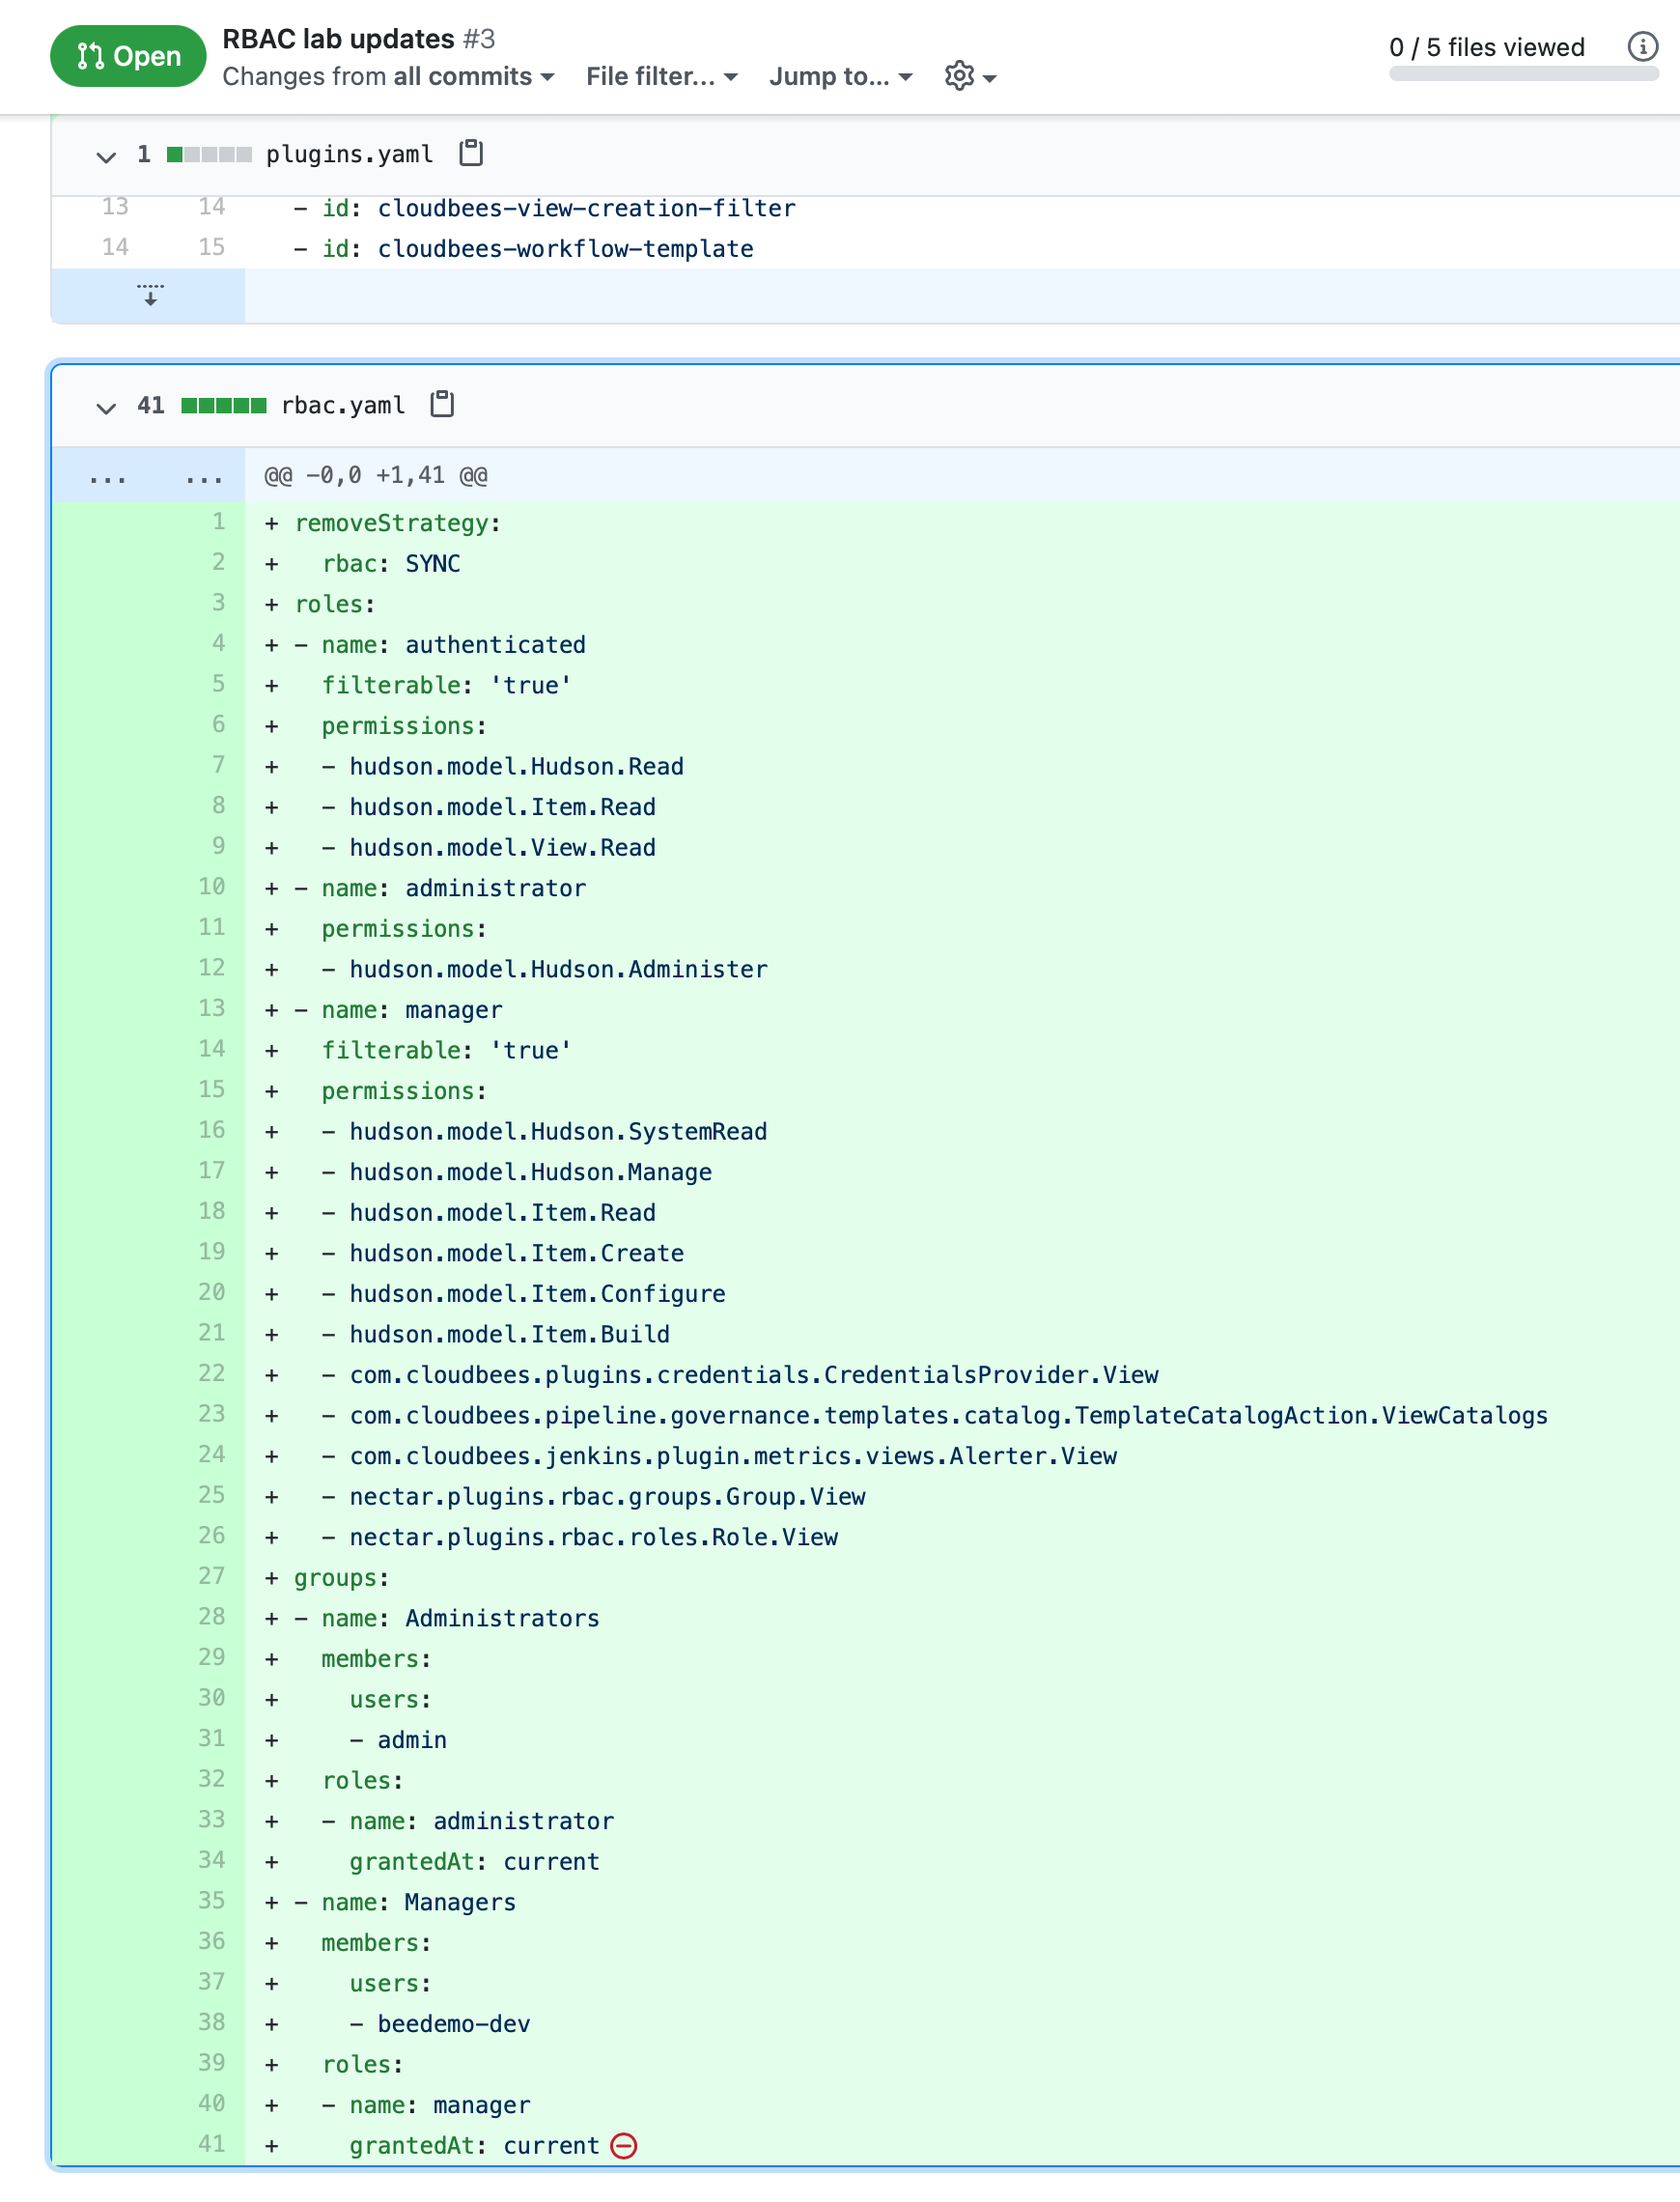 Open
RBAC lab updates #3
Changes from all commits File filter... Jump to...
0 / 5 files viewed
1 plugins.yaml
13 14 - id: cloudbees-view-creation-filter
14 15 - id: cloudbees-workflow-template
41 rbac.yaml
... ... @@ -0,0 +1,41 @@
1 + removeStrategy:
2 + rbac: SYNC
3 + roles:
4 + - name: authenticated
5 + filterable: 'true'
6 + permissions:
7 + - hudson.model.Hudson.Read
8 + - hudson.model.Item.Read
9 + - hudson.model.View.Read
10 + - name: administrator
11 + permissions:
12 + - hudson.model.Hudson.Administer
13 + - name: manager
14 + filterable: 'true'
15 + permissions:
16 + - hudson.model.Hudson.SystemRead
17 + - hudson.model.Hudson.Manage
18 + - hudson.model.Item.Read
19 + - hudson.model.Item.Create
20 + - hudson.model.Item.Configure
21 + - hudson.model.Item.Build
22 + - com.cloudbees.plugins.credentials.CredentialsProvider.View
23 + - com.cloudbees.pipeline.governance.templates.catalog.TemplateCatalogAction.ViewCatalogs
24 + - com.cloudbees.jenkins.plugin.metrics.views.Alerter.View
25 + - nectar.plugins.rbac.groups.Group.View
26 + - nectar.plugins.rbac.roles.Role.View
27 + groups:
28 + - name: Administrators
29 + members:
30 + users:
31 + - admin
32 + roles:
33 + - name: administrator
34 + grantedAt: current
35 + - name: Managers
36 + members:
37 + users:
38 + - beedemo-dev
39 + roles:
40 + - name: manager
41 + grantedAt: current